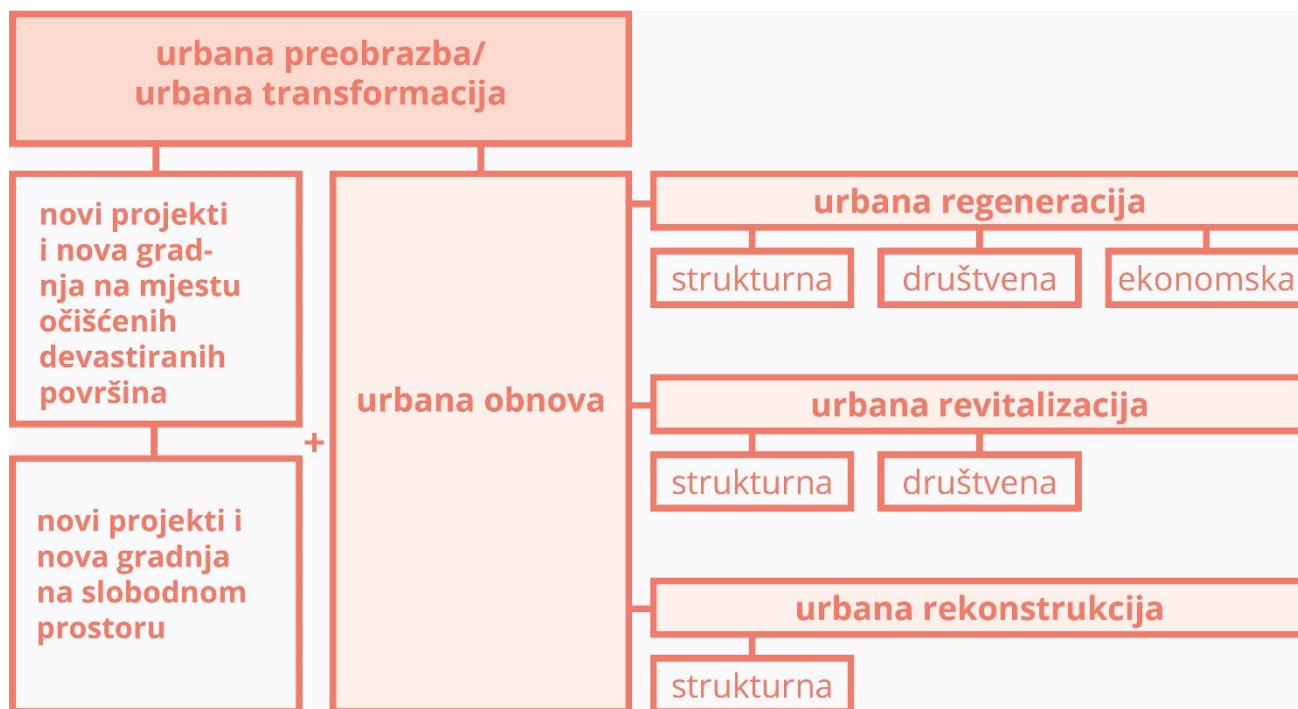 urbana preobrazba/
urbana transformacija
novi projekti
i nova grad-
nja na mjestu
očišćenih
devastiranih
površina
+
novi projekti i
nova gradnja
na slobodnom
prostoru
urbana obnova
urbana regeneracija
strukturna
društvena
ekonomska
urbana revitalizacija
strukturna
društvena
urbana rekonstrukcija
strukturna